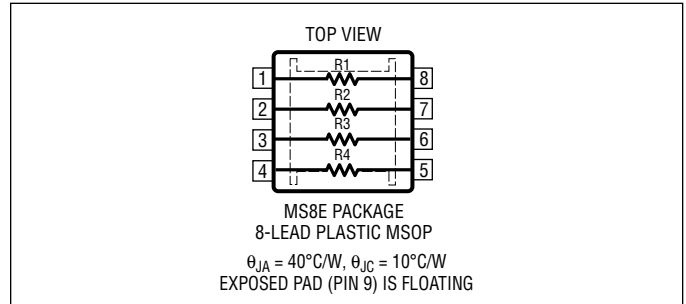 TOP VIEW
R1
1
8
R2
2
7
R3
3
6
R4
4
5
MS8E PACKAGE
8-LEAD PLASTIC MSOP
θJA = 40°C/W, θJC = 10°C/W
EXPOSED PAD (PIN 9) IS FLOATING